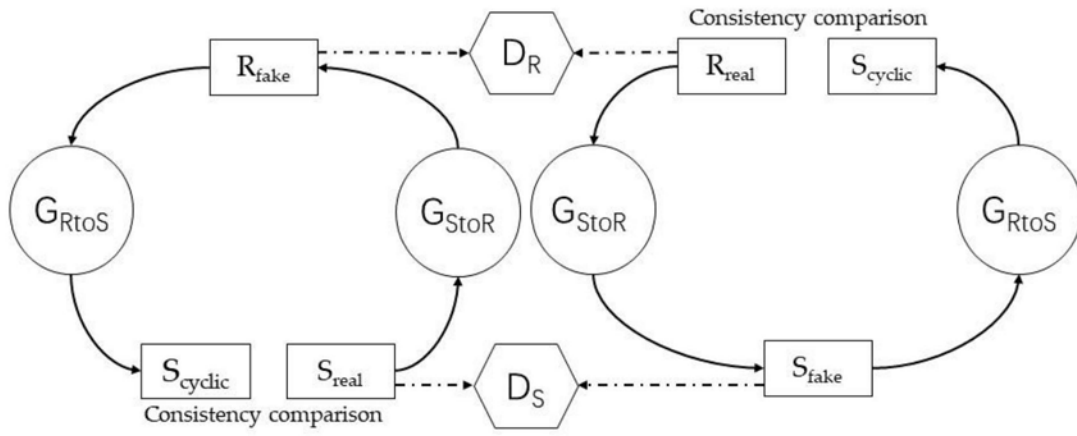 Consistency comparison
R_fake
D_R
R_real
S_cyclic
G_RtoS
G_StoR
G_StoR
G_RtoS
S_cyclic
S_real
D_S
S_fake
Consistency comparison